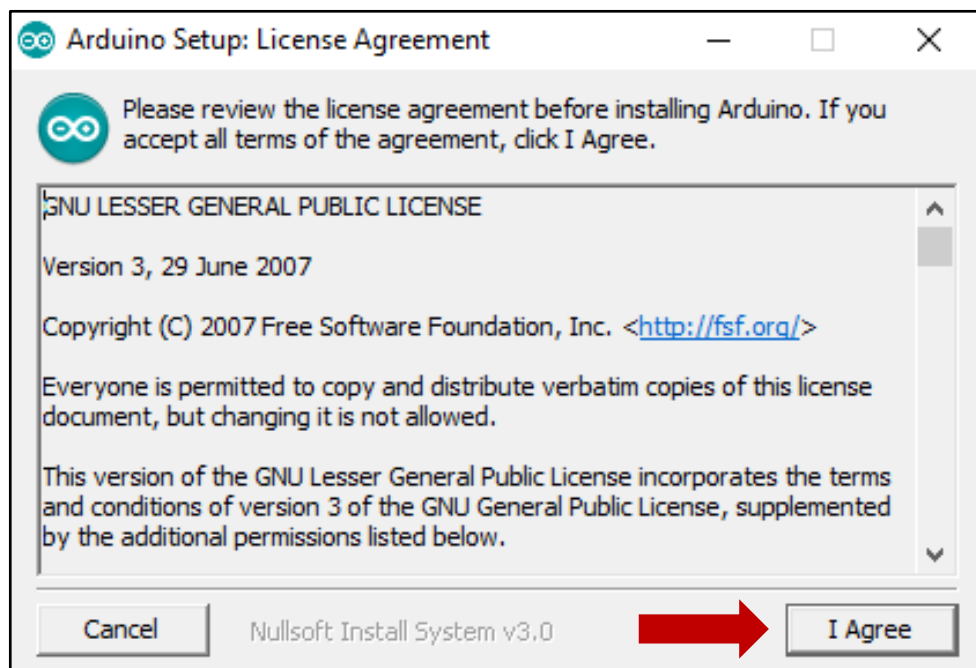 Arduino Setup: License Agreement
Please review the license agreement before installing Arduino. If you
accept all terms of the agreement, click I Agree.
GNU LESSER GENERAL PUBLIC LICENSE
Version 3, 29 June 2007
Copyright (C) 2007 Free Software Foundation, Inc. <http://fsf.org/>
Everyone is permitted to copy and distribute verbatim copies of this license
document, but changing it is not allowed.
This version of the GNU Lesser General Public License incorporates the terms
and conditions of version 3 of the GNU General Public License, supplemented
by the additional permissions listed below.
Cancel
Nullsoft Install System v3.0
I Agree